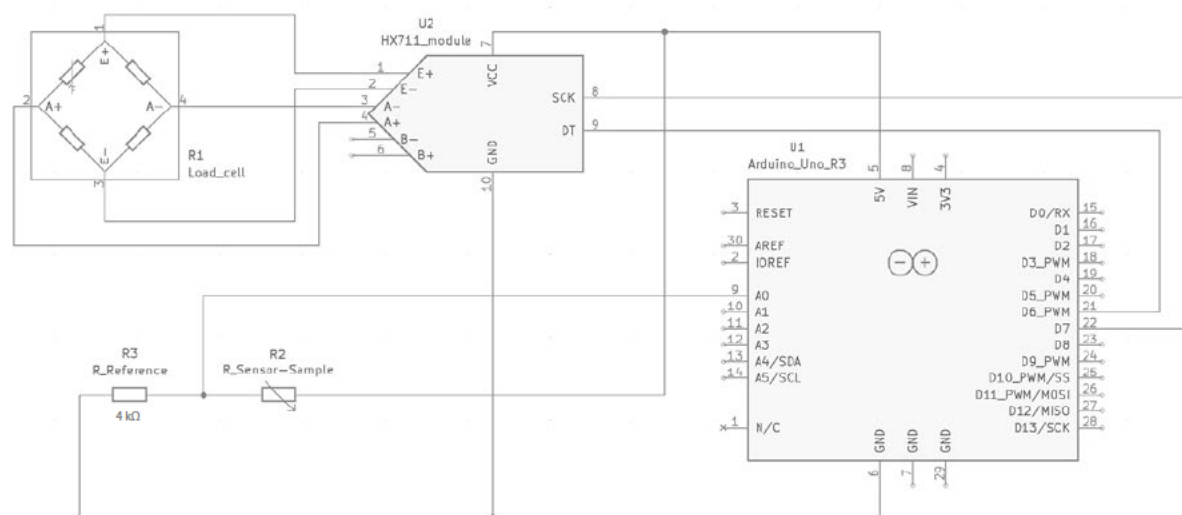 U2
HX711_module
1
E+
2
A+
A-
4
E-
3
R1
Load_cell
7
VCC
1
E+
2
E-
3
A-
4
A+
5
B-
6
B+
SCK
8
DT
9
GND
10
U1
Arduino_Uno_R3
5
8
4
5V
VIN
3V3
3
RESET
30
AREF
2
IOREF
9
A0
10
A1
11
A2
12
A3
13
A4/SDA
14
A5/SCL
1
N/C
D0/RX
15
D1
16
D2
17
D3_PWM
18
D4
19
D5_PWM
20
D6_PWM
21
D7
22
D8
23
D9_PWM
24
D10_PWM/SS
25
D11_PWM/MOSI
26
D12/MISO
27
D13/SCK
28
GND
GND
GND
6
7
29
R3
R_Reference
4kΩ
R2
R_Sensor-Sample